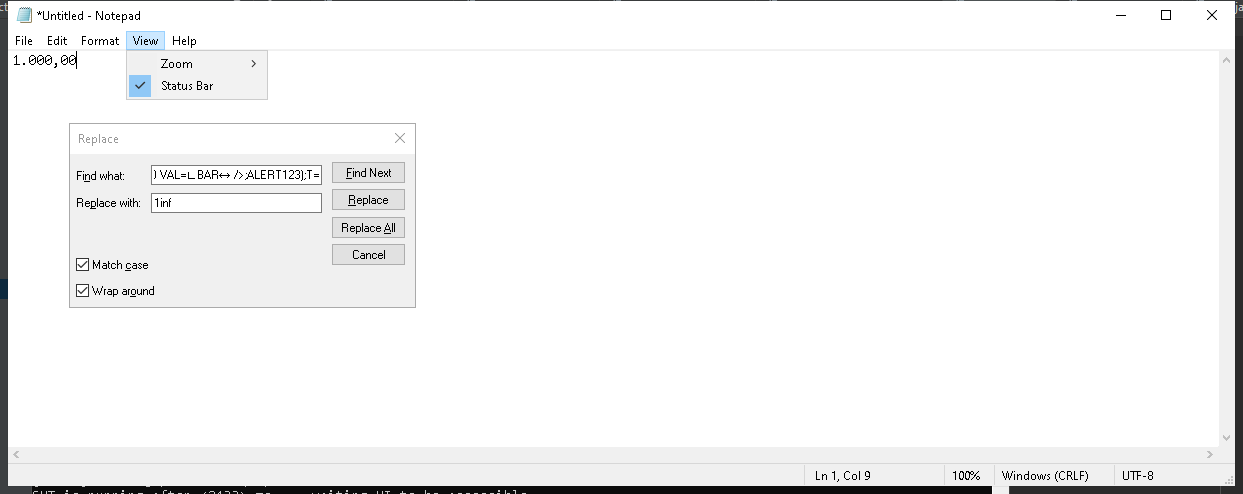 *Untitled - Notepad
File Edit Format View Help
1.000,00
Zoom
Status Bar
Replace
Find what: ) VAL=∟BAR↔ />;ALERT123);T=
Find Next
Replace with: 1inf
Replace
Replace All
Cancel
Match case
Wrap around
Ln 1, Col 9 100% Windows (CRLF) UTF-8